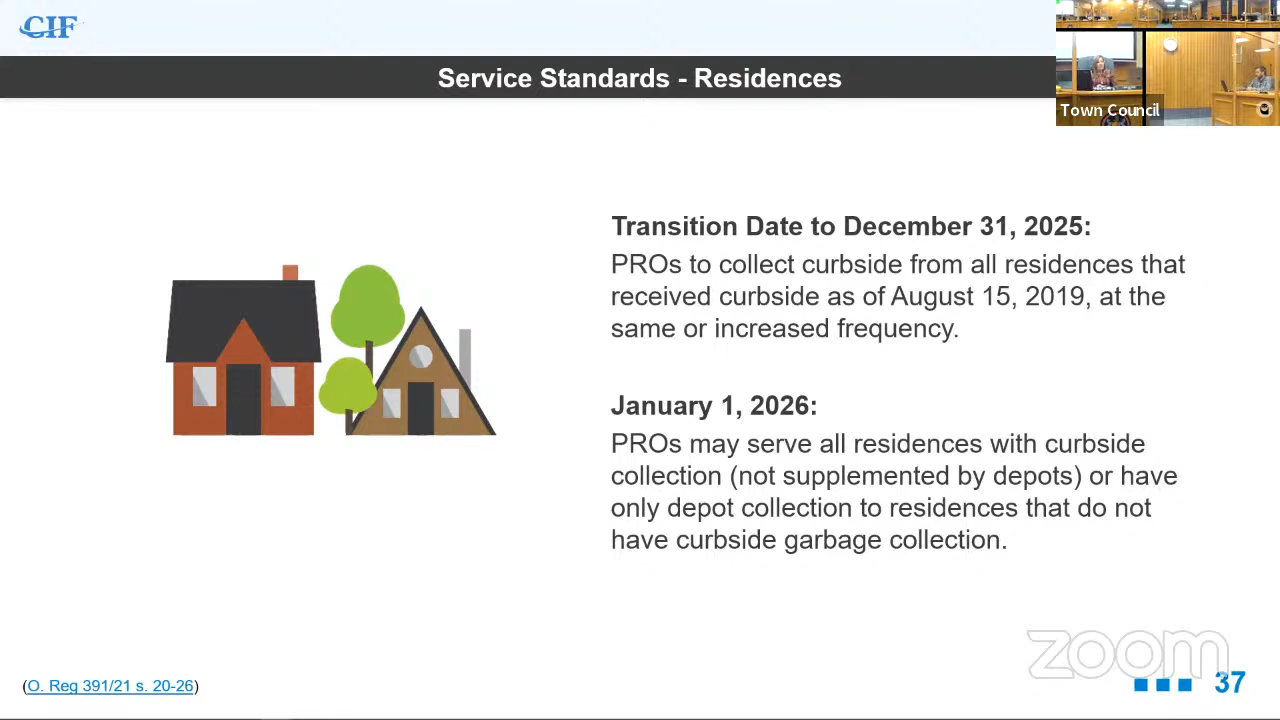 CIF
Service Standards - Residences
Town Council
Transition Date to December 31, 2025:
PROs to collect curbside from all residences that
received curbside as of August 15, 2019, at the
same or increased frequency.
January 1, 2026:
PROs may serve all residences with curbside
collection (not supplemented by depots) or have
only depot collection to residences that do not
have curbside garbage collection.
zoom
(O. Reg 391/21 s. 20-26)
37